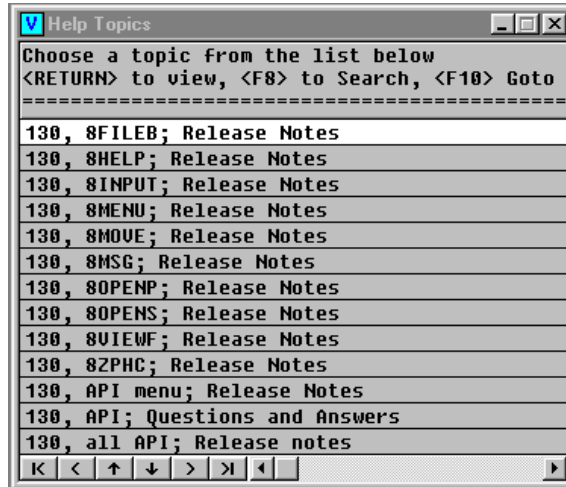 V Help Topics
Choose a topic from the list below
<RETURN> to view, <F8> to Search, <F10> Goto
================================================
130, 8FILEB; Release Notes
130, 8HELP; Release Notes
130, 8INPUT; Release Notes
130, 8MENU; Release Notes
130, 8MOVE; Release Notes
130, 8MSG; Release Notes
130, 8OPENP; Release Notes
130, 8OPENS; Release Notes
130, 8VIEWF; Release Notes
130, 8ZPHC; Release Notes
130, API menu; Release Notes
130, API; Questions and Answers
130, all API; Release notes